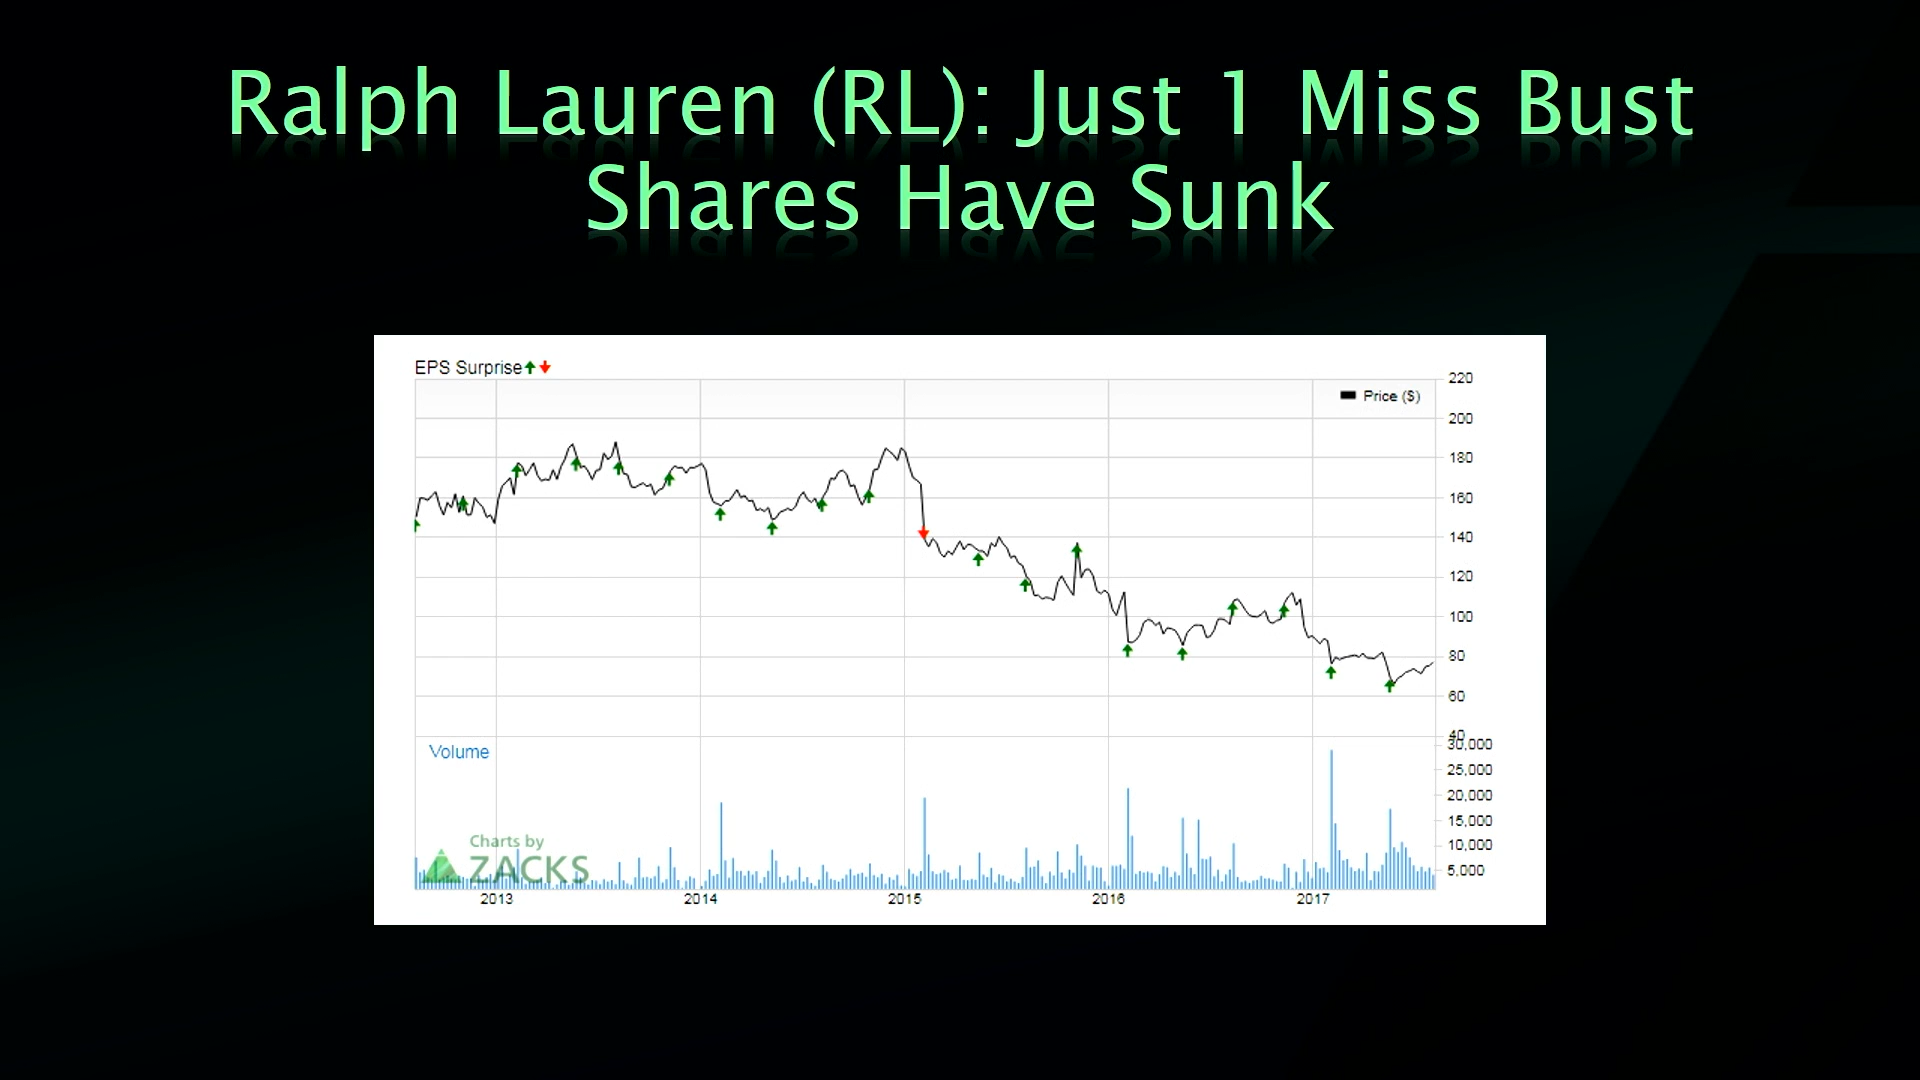 Ralph Lauren (RL): Just 1 Miss Bust
Shares Have Sunk
EPS Surprise
Price ($)
220
200
180
160
140
120
100
80
60
40
Volume
30,000
25,000
20,000
15,000
10,000
5,000
Charts by
ZACKS
2013 2014 2015 2016 2017